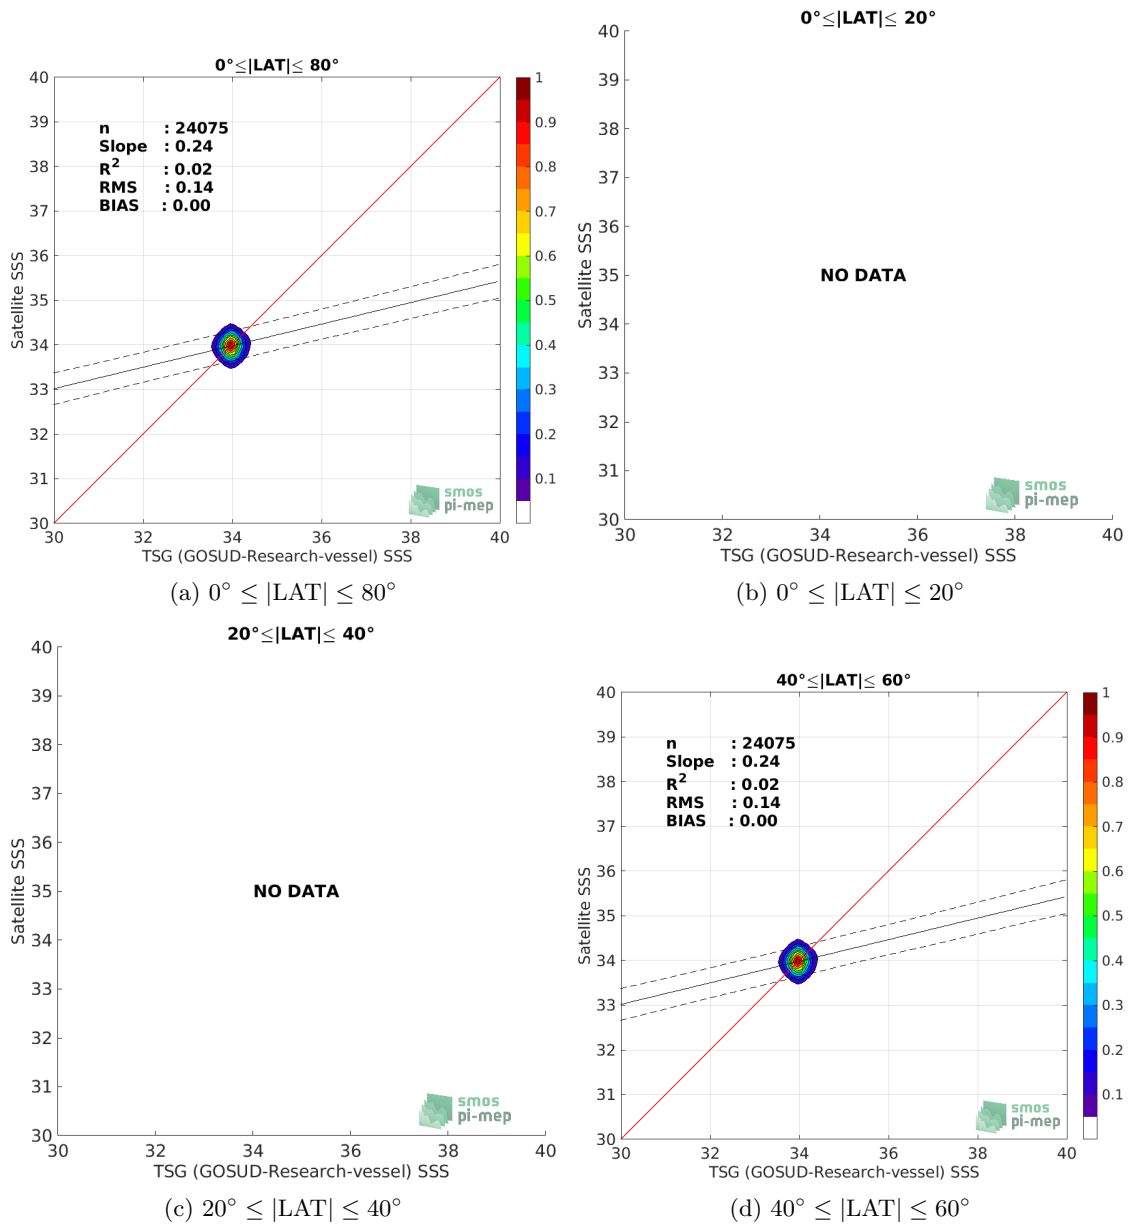 0°≤|LAT|≤ 80°
40
39
38
37
36
35
34
33
32
31
30
Satellite SSS
n : 24075
Slope : 0.24
R² : 0.02
RMS : 0.14
BIAS : 0.00
1
0.9
0.8
0.7
0.6
0.5
0.4
0.3
0.2
0.1
smos
pi-mep
30 32 34 36 38 40
TSG (GOSUD-Research-vessel) SSS
(a) 0° ≤ |LAT| ≤ 80°
0°≤|LAT|≤ 20°
40
39
38
37
36
35
34
33
32
31
30
Satellite SSS
NO DATA
smos
pi-mep
30 32 34 36 38 40
TSG (GOSUD-Research-vessel) SSS
(b) 0° ≤ |LAT| ≤ 20°
20°≤|LAT|≤ 40°
40
39
38
37
36
35
34
33
32
31
30
Satellite SSS
NO DATA
smos
pi-mep
30 32 34 36 38 40
TSG (GOSUD-Research-vessel) SSS
(c) 20° ≤ |LAT| ≤ 40°
40°≤|LAT|≤ 60°
40
39
38
37
36
35
34
33
32
31
30
Satellite SSS
n : 24075
Slope : 0.24
R² : 0.02
RMS : 0.14
BIAS : 0.00
1
0.9
0.8
0.7
0.6
0.5
0.4
0.3
0.2
0.1
smos
pi-mep
30 32 34 36 38 40
TSG (GOSUD-Research-vessel) SSS
(d) 40° ≤ |LAT| ≤ 60°